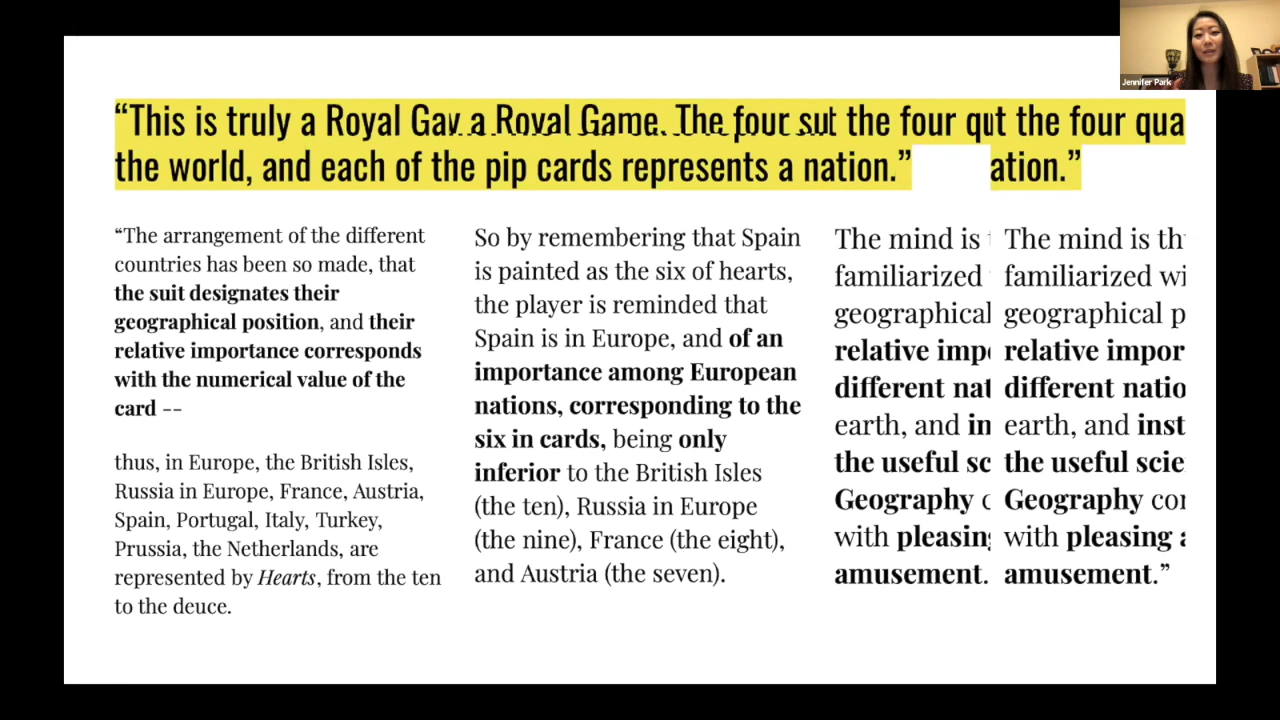 Jennifer Park
“This is truly a Royal Ga a Royal Game. The four su the four qu t the four qua
the world, and each of the pip cards represents a nation.” ation.”
“The arrangement of the different
countries has been so made, that
the suit designates their
geographical position, and their
relative importance corresponds
with the numerical value of the
card --
thus, in Europe, the British Isles,
Russia in Europe, France, Austria,
Spain, Portugal, Italy, Turkey,
Prussia, the Netherlands, are
represented by Hearts, from the ten
to the deuce.
So by remembering that Spain
is painted as the six of hearts,
the player is reminded that
Spain is in Europe, and of an
importance among European
nations, corresponding to the
six in cards, being only
inferior to the British Isles
(the ten), Russia in Europe
(the nine), France (the eight),
and Austria (the seven).
The mind is
familiarized
geographical
relative imp
different nat
earth, and in
the useful sc
Geography c
with pleasing
amusement.
The mind is th
familiarized wi
geographical p
relative impor
different natio
earth, and inst
the useful scie
Geography con
with pleasing a
amusement.”